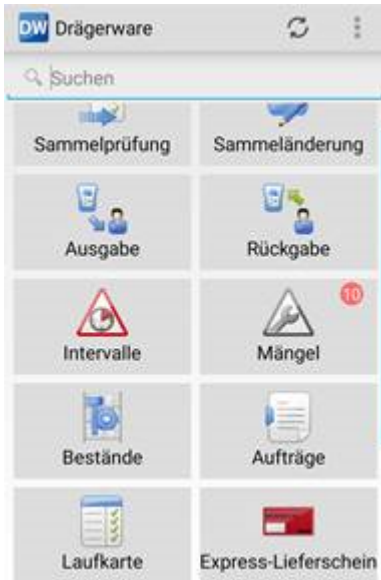 DW Drägerware
Suchen
Sammelprüfung
Sammeländerung
Ausgabe
Rückgabe
10
Intervalle
Mängel
Bestände
Aufträge
Laufkarte
Express-Lieferschein